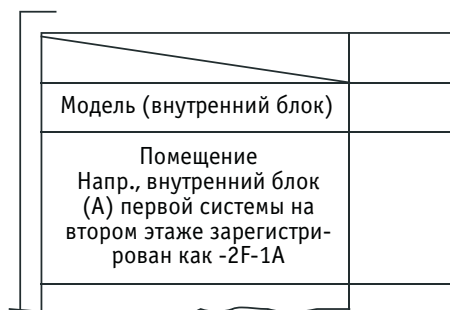 Модель (внутренний блок)
Помещение
Напр., внутренний блок
(А) первой системы на
втором этаже зарегистри-
рован как -2F-1A